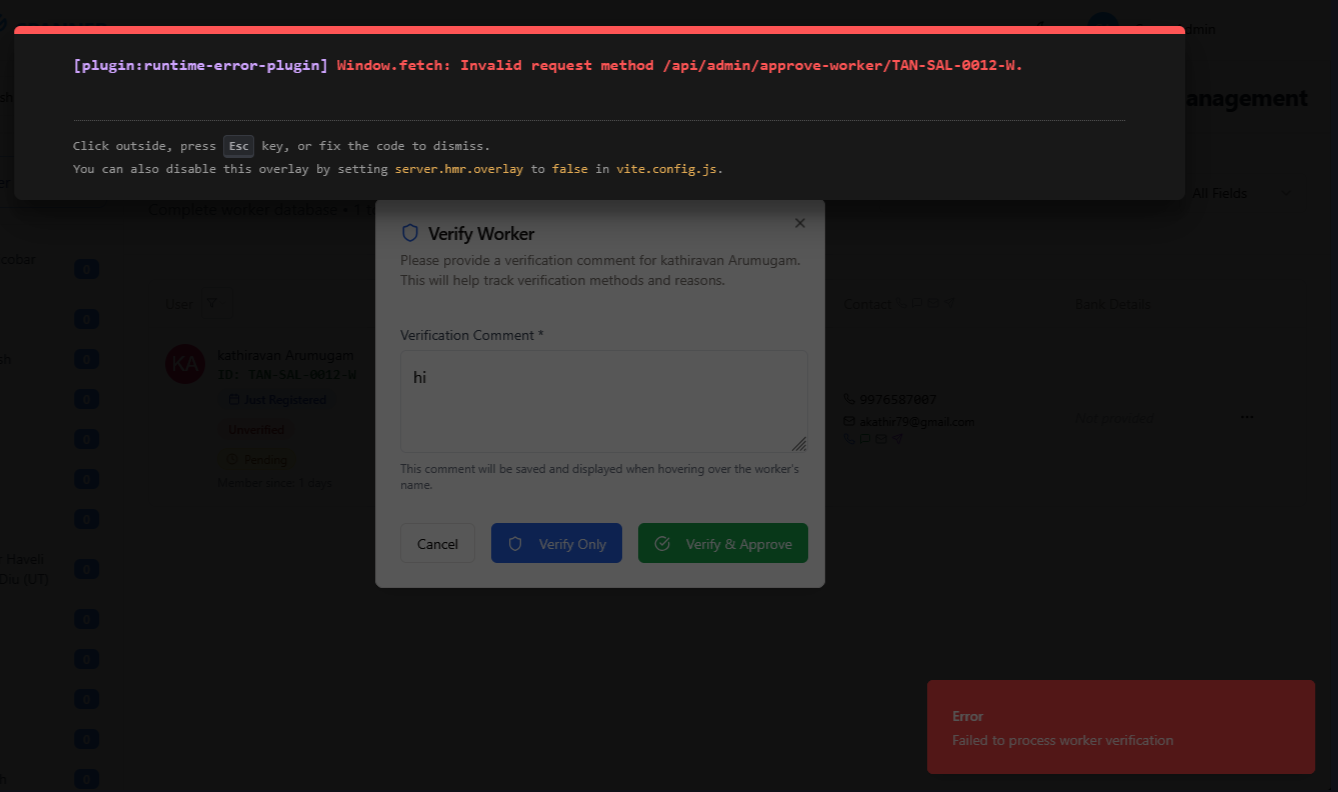 [plugin:runtime-error-plugin] Window.fetch: Invalid request method /api/admin/approve-worker/TAN-SAL-0012-W.
Click outside, press Esc key, or fix the code to dismiss.
You can also disable this overlay by setting server.hmr.overlay to false in vite.config.js.
dmin
anagement
All Fields
Complete worker database • 1
cobar
0
0
0
0
0
0
0
r Haveli
Diu (UT)
0
0
0
0
0
0
User
KA
kathiravan Arumugam
ID: TAN-SAL-0012-W
Just Registered
Unverified
Pending
Member since: 7 days
Verify Worker
Please provide a verification comment for kathiravan Arumugam.
This will help track verification methods and reasons.
Verification Comment *
hi
This comment will be saved and displayed when hovering over the worker's
name.
Cancel
Verify Only
Verify & Approve
Contact
9976587007
akathir79@gmail.com
Bank Details
Not provided
Error
Failed to process worker verification